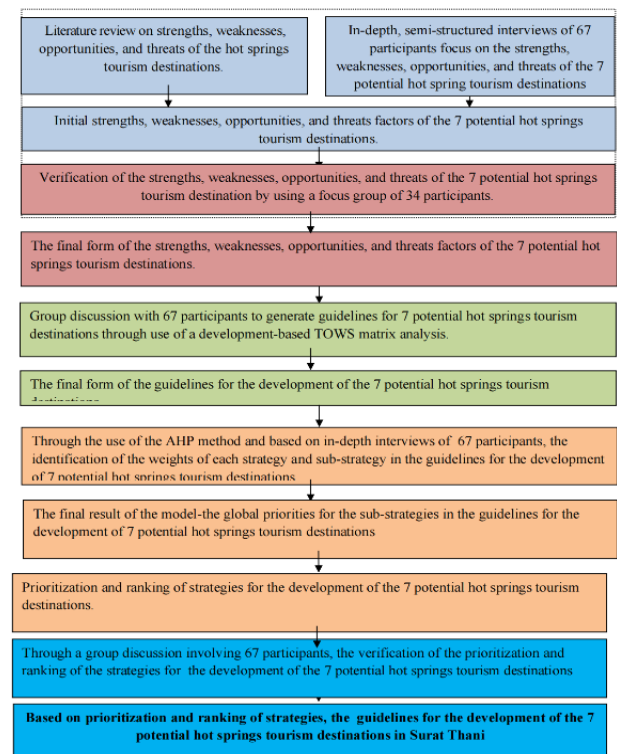 Literature review on strengths, weaknesses,
opportunities, and threats of the hot springs
tourism destinations.
In-depth, semi-structured interviews of 67
participants focus on the strengths,
weaknesses, opportunities, and threats of the 7
potential hot spring tourism destinations
Initial strengths, weaknesses, opportunities, and threats factors of the 7 potential hot springs
tourism destinations.
Verification of the strengths, weaknesses, opportunities, and threats of the 7 potential hot springs
tourism destination by using a focus group of 34 participants.
The final form of the strengths, weaknesses, opportunities, and threats factors of the 7 potential hot
springs tourism destinations.
Group discussion with 67 participants to generate guidelines for 7 potential hot springs tourism
destinations through use of a development-based TOWS matrix analysis.
The final form of the guidelines for the development of the 7 potential hot springs tourism
destinations
Through the use of the AHP method and based on in-depth interviews of 67 participants, the
identification of the weights of each strategy and sub-strategy in the guidelines for the development
of 7 potential hot springs tourism destinations
The final result of the model-the global priorities for the sub-strategies in the guidelines for the
development of 7 potential hot springs tourism destinations
Prioritization and ranking of strategies for the development of the 7 potential hot springs tourism
destinations.
Through a group discussion involving 67 participants, the verification of the prioritization and
ranking of the strategies for the development of the 7 potential hot springs tourism destinations
Based on prioritization and ranking of strategies, the guidelines for the development of the 7
potential hot springs tourism destinations in Surat Thani